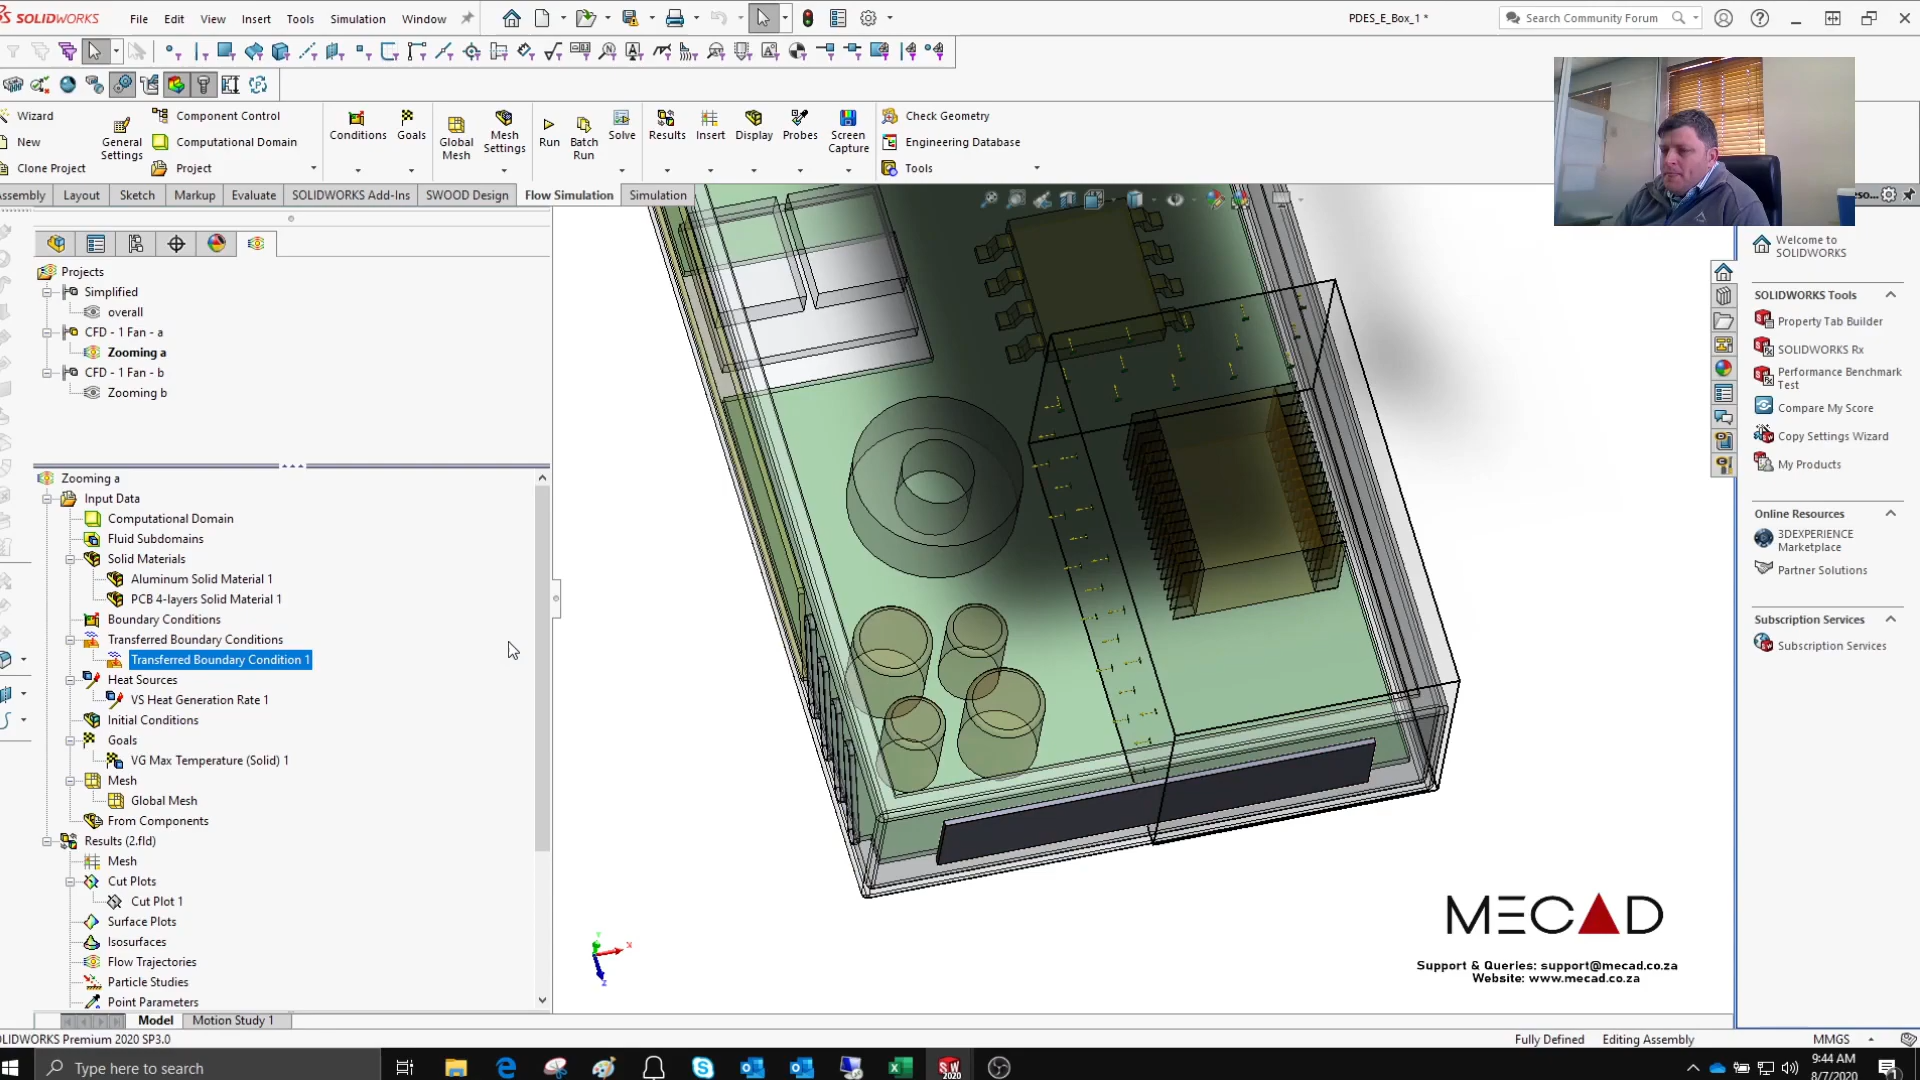 SOLIDWORKS
File Edit View Insert Tools Simulation Window
PDES_E_Box_1 *
Search Community Forum
Wizard
New
Clone Project
General Settings
Component Control
Computational Domain
Project
Conditions
Goals
Global Mesh
Mesh Settings
Run
Batch Run
Solve
Results
Insert
Display
Probes
Screen Capture
Check Geometry
Engineering Database
Tools
ssembly Layout Sketch Markup Evaluate SOLIDWORKS Add-Ins SWOOD Design Flow Simulation Simulation
Projects
Simplified
overall
CFD - 1 Fan - a
Zooming a
CFD - 1 Fan - b
Zooming b
Zooming a
Input Data
Computational Domain
Fluid Subdomains
Solid Materials
Aluminum Solid Material 1
PCB 4-layers Solid Material 1
Boundary Conditions
Transferred Boundary Conditions
Transferred Boundary Condition 1
Heat Sources
VS Heat Generation Rate 1
Initial Conditions
Goals
VG Max Temperature (Solid) 1
Mesh
Global Mesh
From Components
Results (2.fld)
Mesh
Cut Plots
Cut Plot 1
Surface Plots
Isosurfaces
Flow Trajectories
Particle Studies
Point Parameters
Model Motion Study 1
Welcome to SOLIDWORKS
SOLIDWORKS Tools
Property Tab Builder
SOLIDWORKS Rx
Performance Benchmark Test
Compare My Score
Copy Settings Wizard
My Products
Online Resources
3DEXPERIENCE Marketplace
Partner Solutions
Subscription Services
Subscription Services
MECAD
Support & Queries: support@mecad.co.za
Website: www.mecad.co.za
OLIDWORKS Premium 2020 SP3.0
Fully Defined Editing Assembly MMGS
Type here to search
9:44 AM
8/7/2020